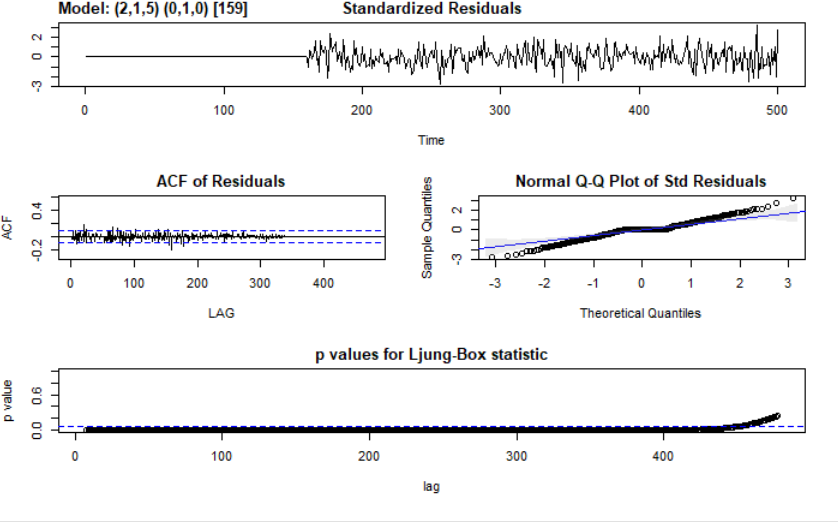 Model: (2,1,5) (0,1,0) [159] Standardized Residuals
2
0
-3
0 100 200 300 400 500
Time
ACF of Residuals
ACF
0.4
-0.2
0 100 200 300 400
LAG
Normal Q-Q Plot of Std Residuals
Sample Quantiles
2
0
-3
-3 -2 -1 0 1 2 3
Theoretical Quantiles
p values for Ljung-Box statistic
p value
0.6
0.0
0 100 200 300 400
lag